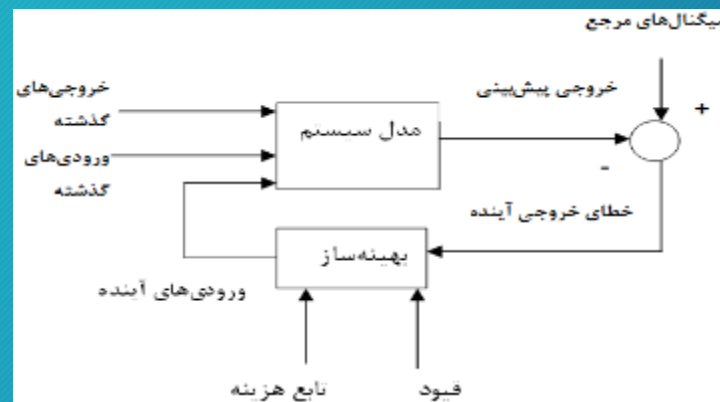 سیگنال‌های مرجع
خروجی‌های
گذشته
خروجی پیش‌بینی
+
مدل سیستم
ورودی‌های
گذشته
-
خطای خروجی آینده
بهینه‌ساز
ورودی‌های آینده
تابع هزینه
قیود